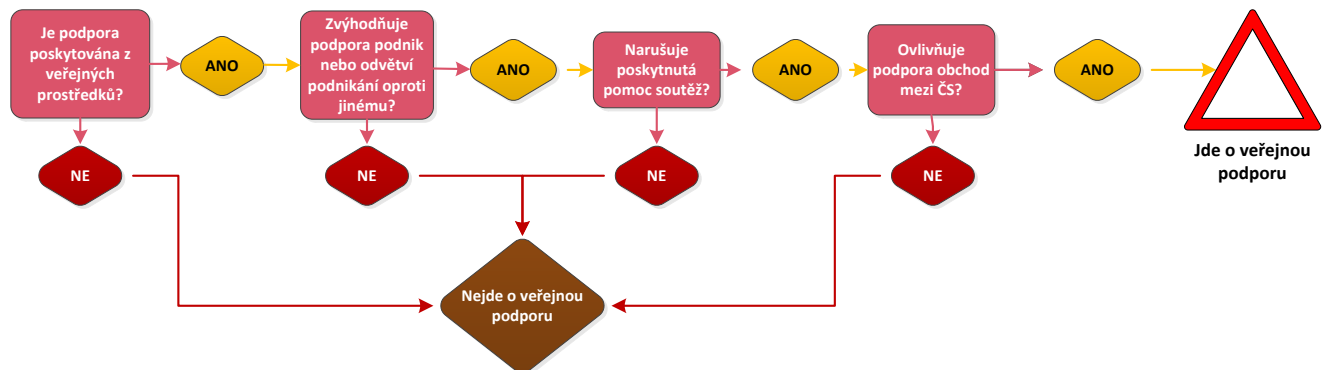 Je podpora
poskytována z
veřejných
prostředků?
ANO
Zvýhodňuje
podpora podnik
nebo odvětví
podnikání oproti
jinému?
ANO
Narušuje
poskytnutá
pomoc soutěž?
ANO
Ovlivňuje
podpora obchod
mezi ČS?
ANO
Jde o veřejnou
podporu
NE
NE
NE
NE
Nejde o veřejnou
podporu